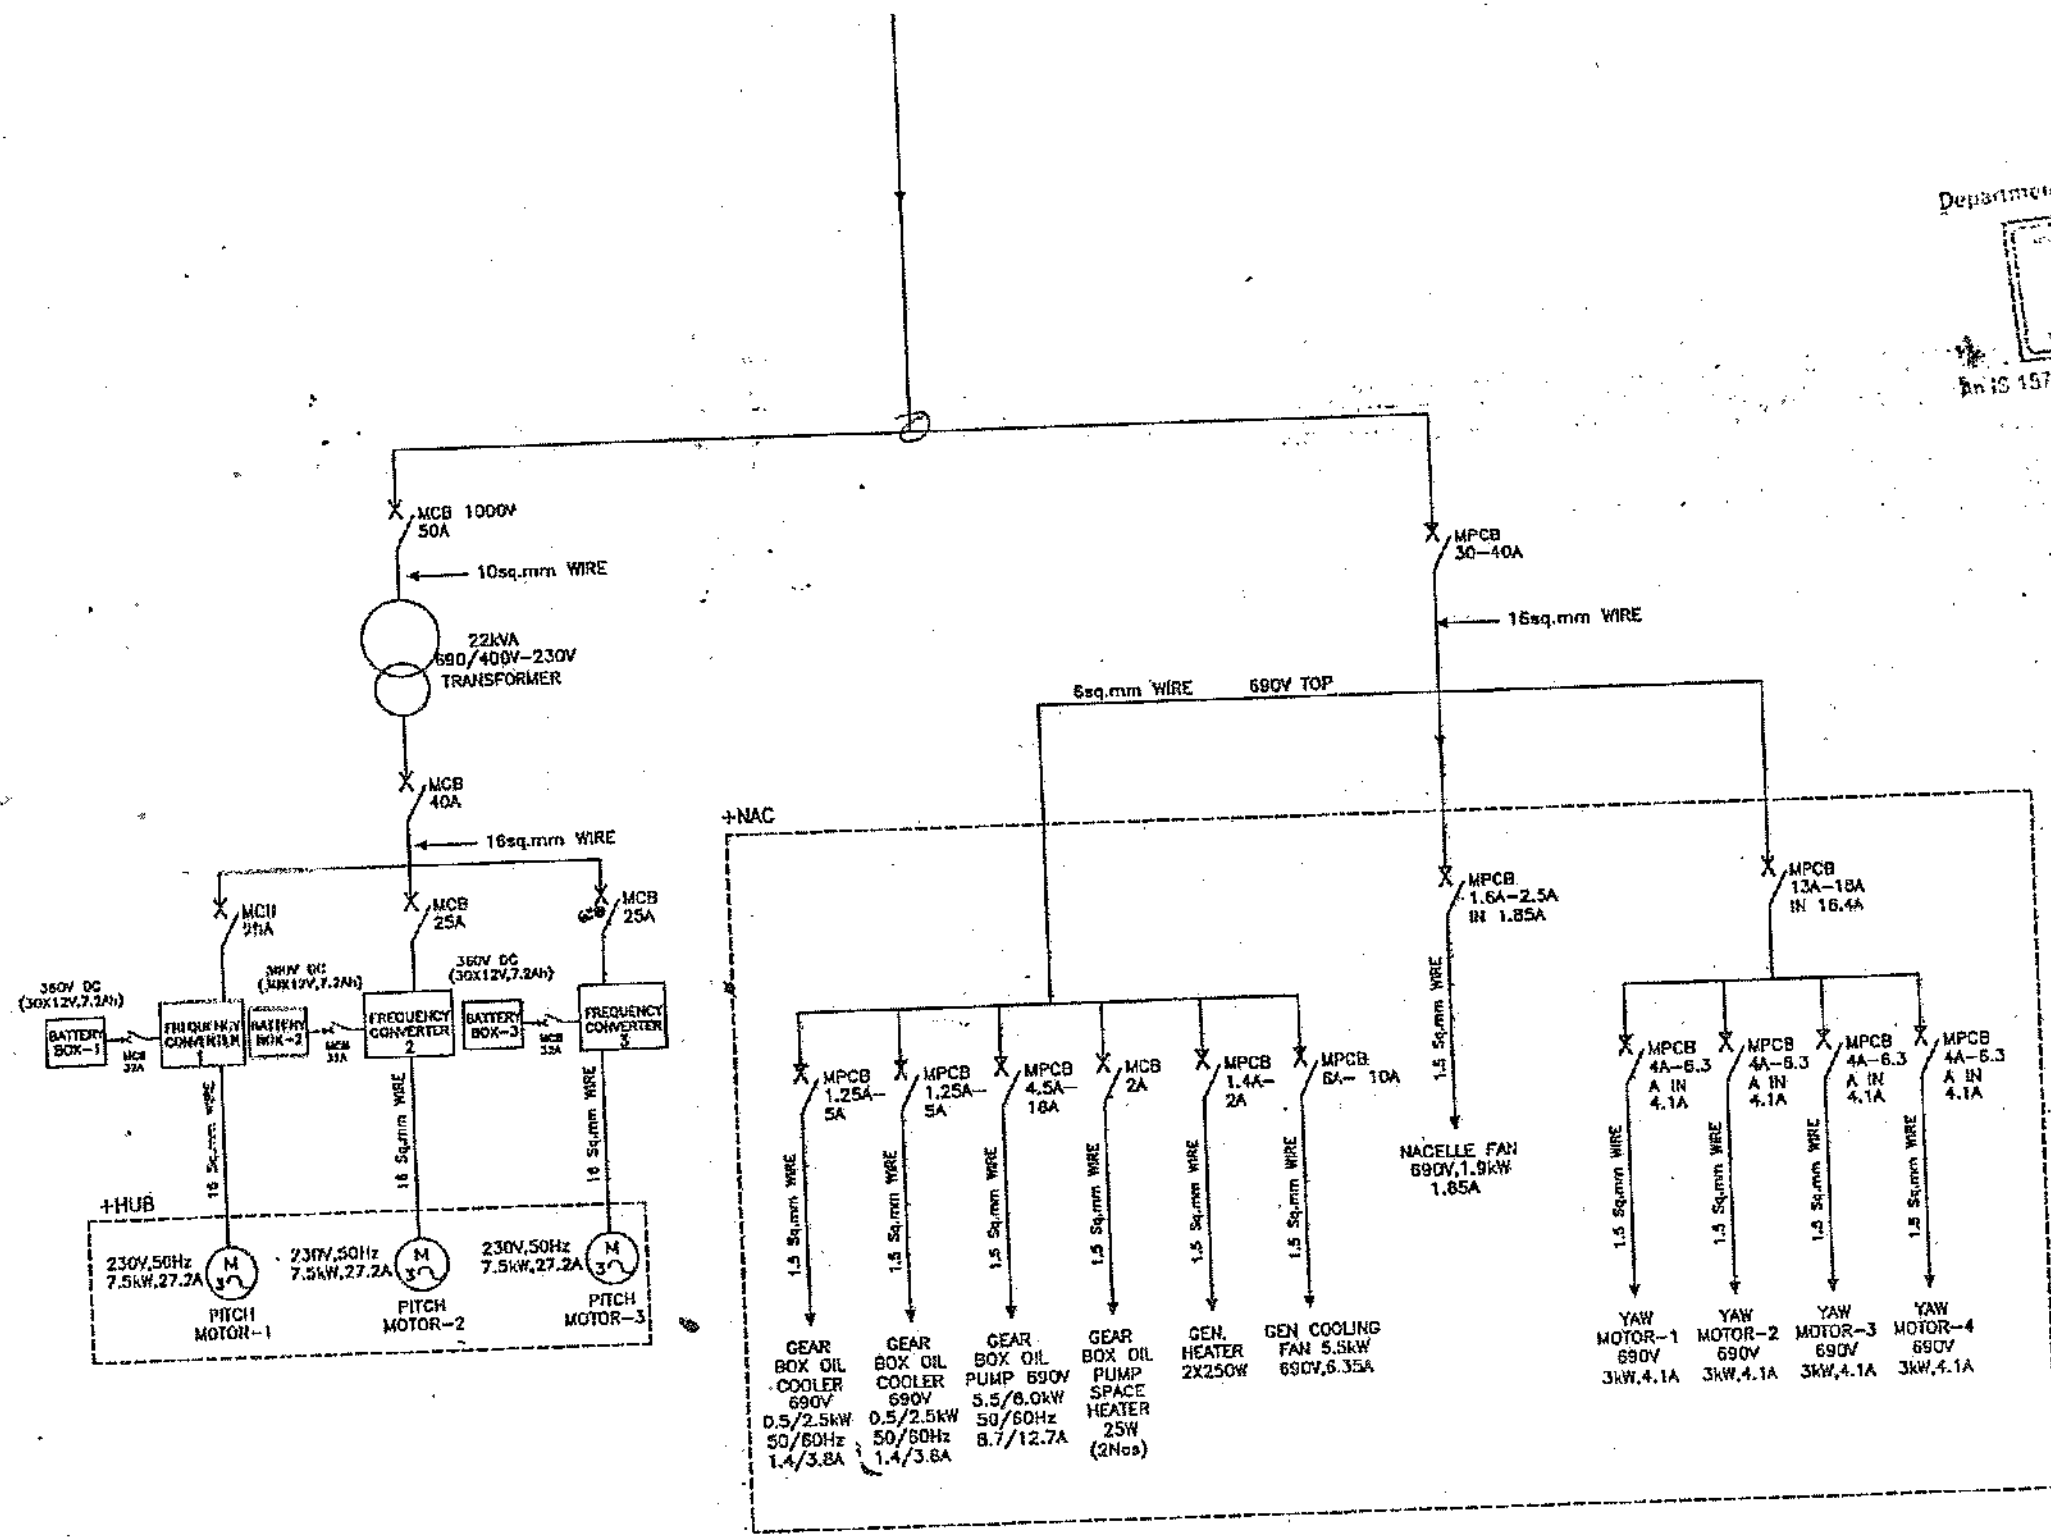 An IS 157
MCB 1000V
50A
10sq.mm WIRE
22kVA
690/400V-230V
TRANSFORMER
MCB
40A
16sq.mm WIRE
MCB
25A
MCB
25A
360V DC
(30X12V,7.2Ah)
BATTERY
BOX-1
MCB
FREQUENCY
CONVERTER
(30X12V,7.2Ah)
BATTERY
BOX-2
MCB
FREQUENCY
CONVERTER
2
360V DC
(30X12V,7.2Ah)
BATTERY
BOX-3
MCB
FREQUENCY
CONVERTER
16 Sq.mm WIRE
16 Sq.mm WIRE
16 Sq.mm WIRE
+HUB
230V,50Hz
7.5kW,27.2A
M
3
PITCH
MOTOR-1
230V,50Hz
7.5kW,27.2A
M
3
PITCH
MOTOR-2
230V,50Hz
7.5kW,27.2A
M
3
PITCH
MOTOR-3
MPCB
30-40A
16sq.mm WIRE
6sq.mm WIRE 690V TOP
+NAC
MPCB
1.6A-2.5A
IN 1.85A
1.5 Sq.mm WIRE
NACELLE FAN
690V,1.9kW
1.85A
MPCB
13A-18A
IN 16.4A
MPCB
1.25A-
5A
1.5 Sq.mm WIRE
GEAR
BOX OIL
COOLER
690V
0.5/2.5kW
50/60Hz
1.4/3.8A
MPCB
1.25A-
5A
1.5 Sq.mm WIRE
GEAR
BOX OIL
COOLER
690V
0.5/2.5kW
50/60Hz
1.4/3.8A
MPCB
4.5A-
16A
1.5 Sq.mm WIRE
GEAR
BOX OIL
PUMP 690V
5.5/6.0kW
50/60Hz
8.7/12.7A
MCB
2A
1.5 Sq.mm WIRE
GEAR
BOX OIL
PUMP
SPACE
HEATER
25W
(2Nos)
MPCB
1.4A-
2A
1.5 Sq.mm WIRE
GEN.
HEATER
2X250W
MPCB
6A- 10A
1.5 Sq.mm WIRE
GEN COOLING
FAN 5.5kW
690V,6.35A
MPCB
4A-6.3
A IN
4.1A
1.5 Sq.mm WIRE
YAW
MOTOR-1
690V
3kW,4.1A
MPCB
4A-6.3
A IN
4.1A
1.5 Sq.mm WIRE
YAW
MOTOR-2
690V
3kW,4.1A
MPCB
4A-6.3
A IN
4.1A
1.5 Sq.mm WIRE
YAW
MOTOR-3
690V
3kW,4.1A
MPCB
4A-6.3
A IN
4.1A
1.5 Sq.mm WIRE
YAW
MOTOR-4
690V
3kW,4.1A